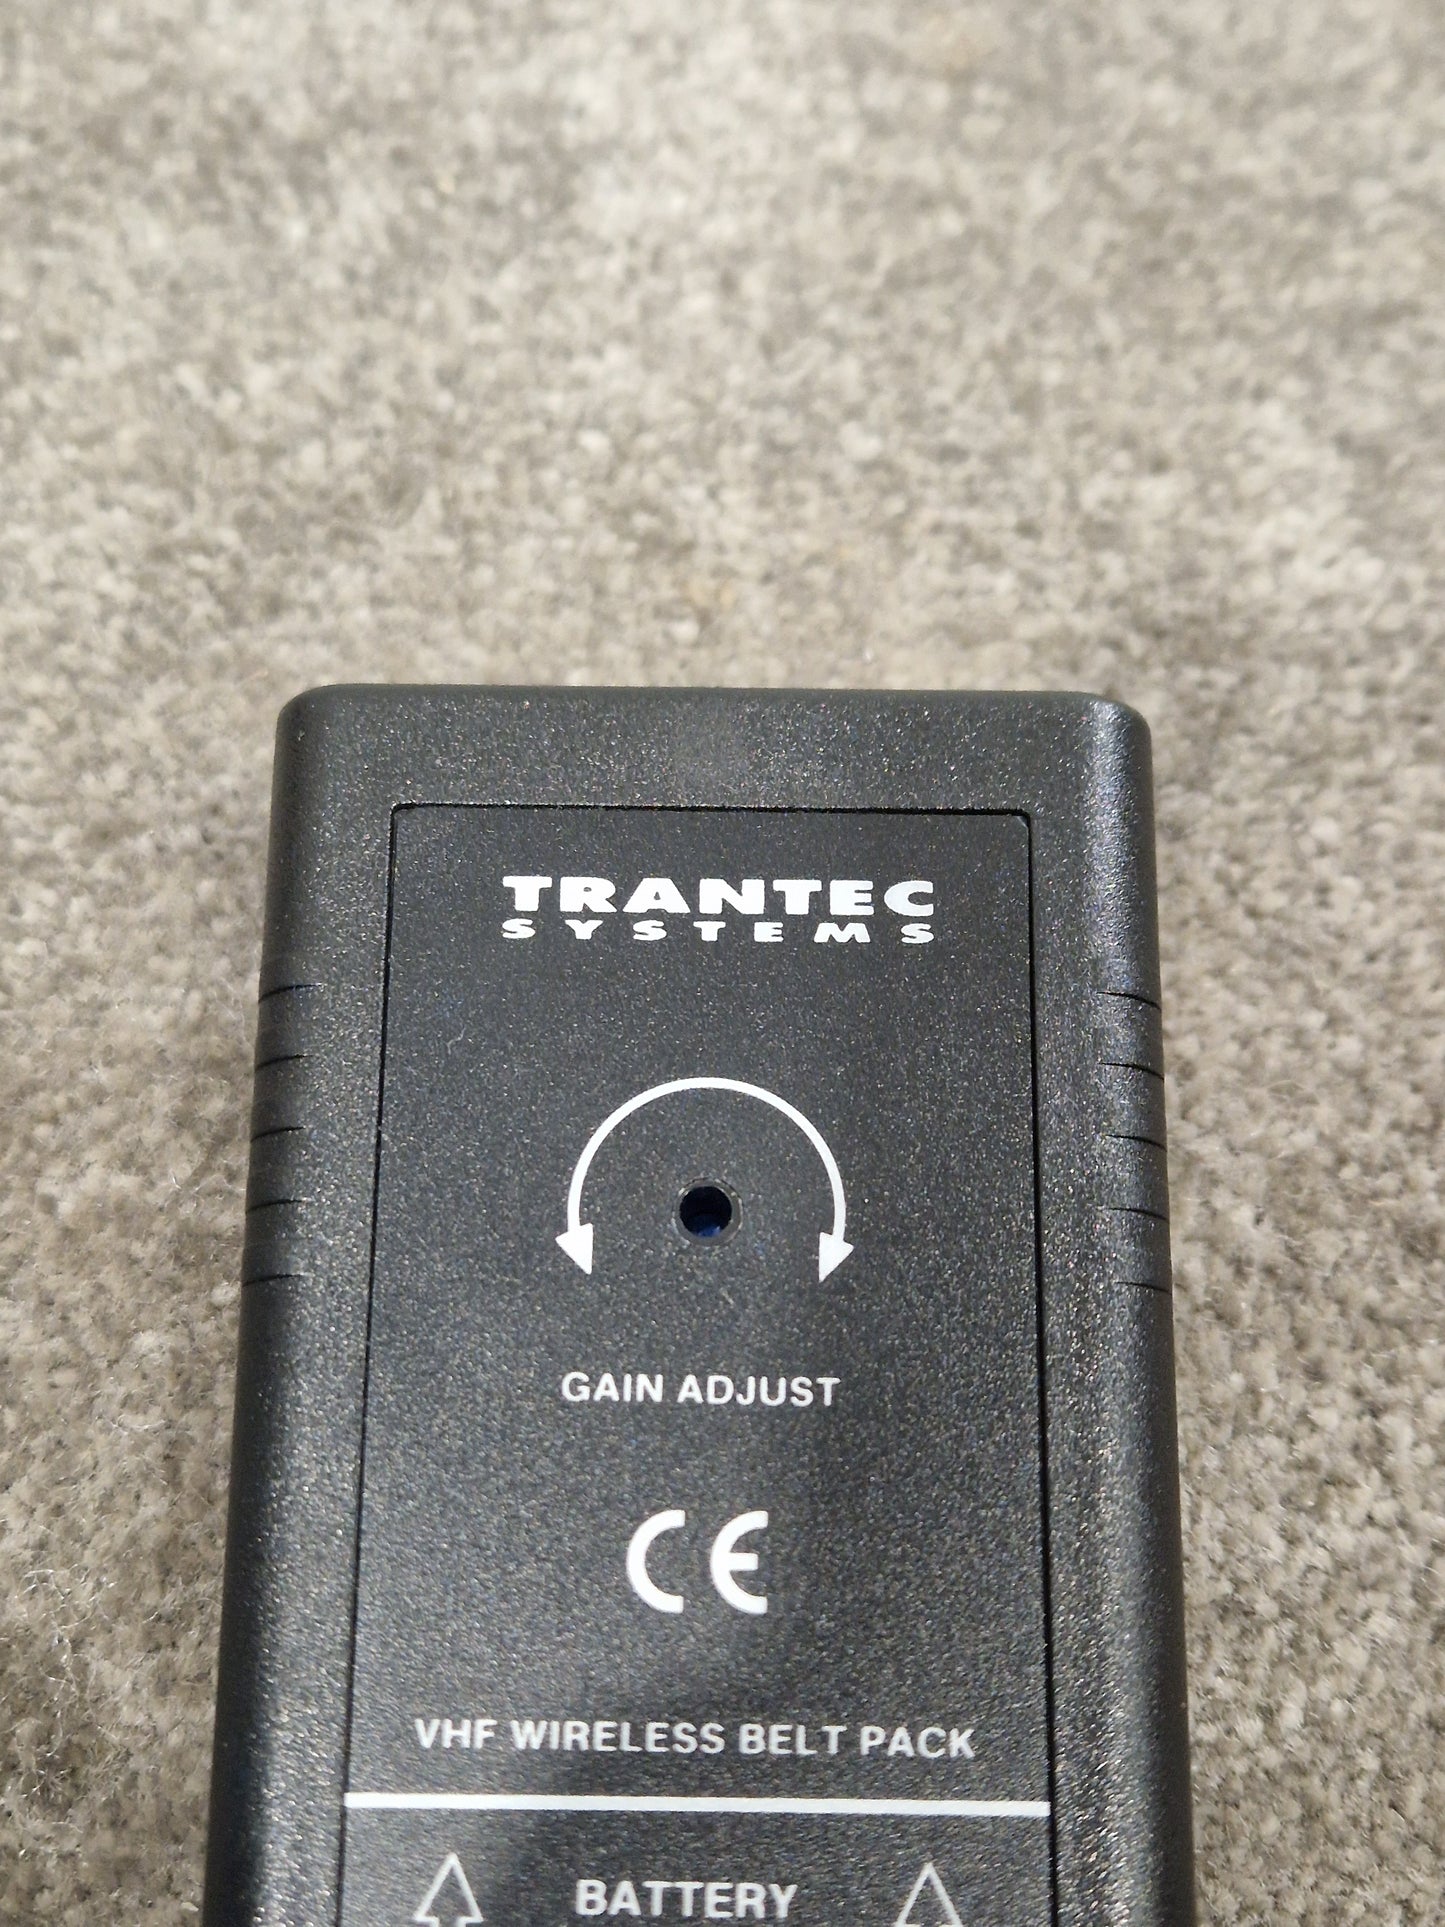 TRANTEC
SYSTEMS
GAIN ADJUST
CE
VHF WIRELESS BELT PACK
BATTERY